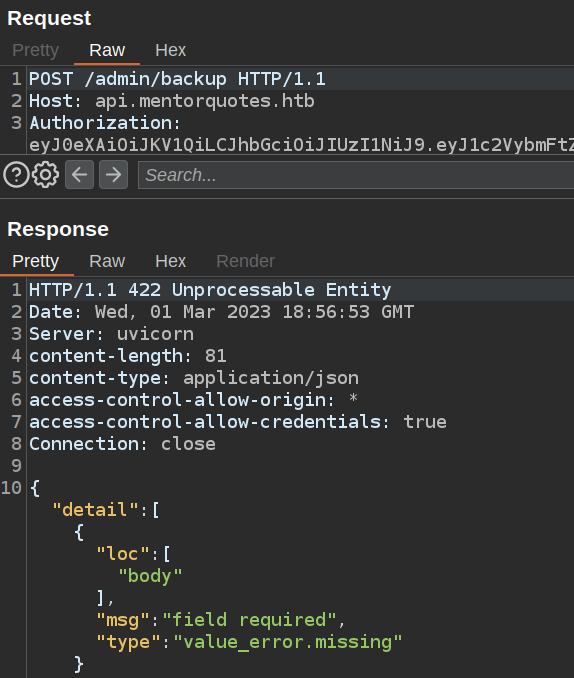 Request
Pretty Raw Hex
1 POST /admin/backup HTTP/1.1
2 Host: api.mentorquotes.htb
3 Authorization:
eyJ0eXAiOiJKV1QiLCJhbGciOiJIUzI1NiJ9.eyJ1c2VybmFtZ
Search...
Response
Pretty Raw Hex Render
1 HTTP/1.1 422 Unprocessable Entity
2 Date: Wed, 01 Mar 2023 18:56:53 GMT
3 Server: uvicorn
4 content-length: 81
5 content-type: application/json
6 access-control-allow-origin: *
7 access-control-allow-credentials: true
8 Connection: close
9
10 {
"detail":[
{
"loc":[
"body"
],
"msg":"field required",
"type":"value_error.missing"
}